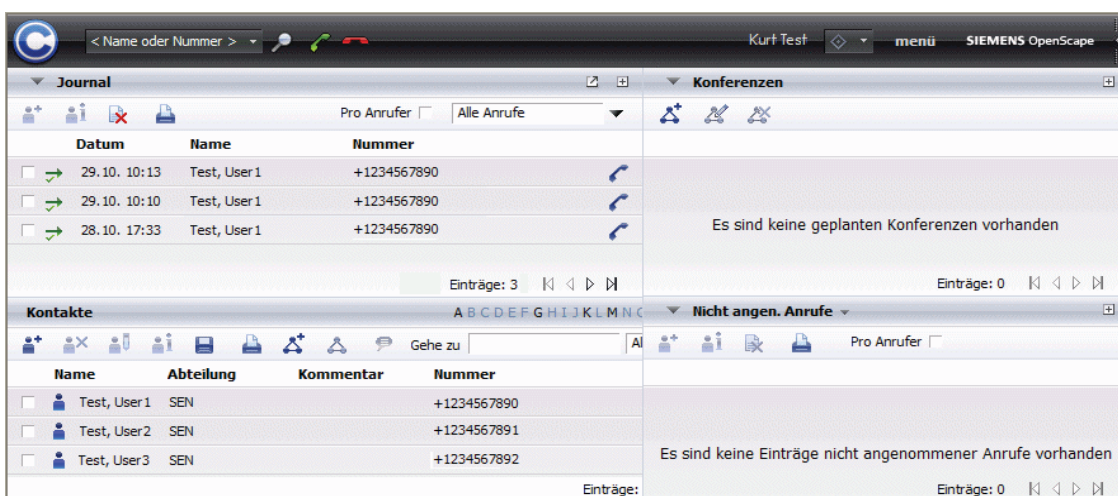 C < Name oder Nummer > Kurt Test menü SIEMENS OpenScape
Journal
Pro Anrufer Alle Anrufe
Datum Name Nummer
29.10. 10:13 Test, User1 +1234567890
29.10. 10:10 Test, User1 +1234567890
28.10. 17:33 Test, User1 +1234567890
Einträge: 3
Konferenzen
Es sind keine geplanten Konferenzen vorhanden
Einträge: 0
Kontakte A B C D E F G H I J K L M N
Gehe zu
Name Abteilung Kommentar Nummer
Test, User1 SEN +1234567890
Test, User2 SEN +1234567891
Test, User3 SEN +1234567892
Einträge:
Nicht angen. Anrufe
Pro Anrufer
Es sind keine Einträge nicht angenommener Anrufe vorhanden
Einträge: 0